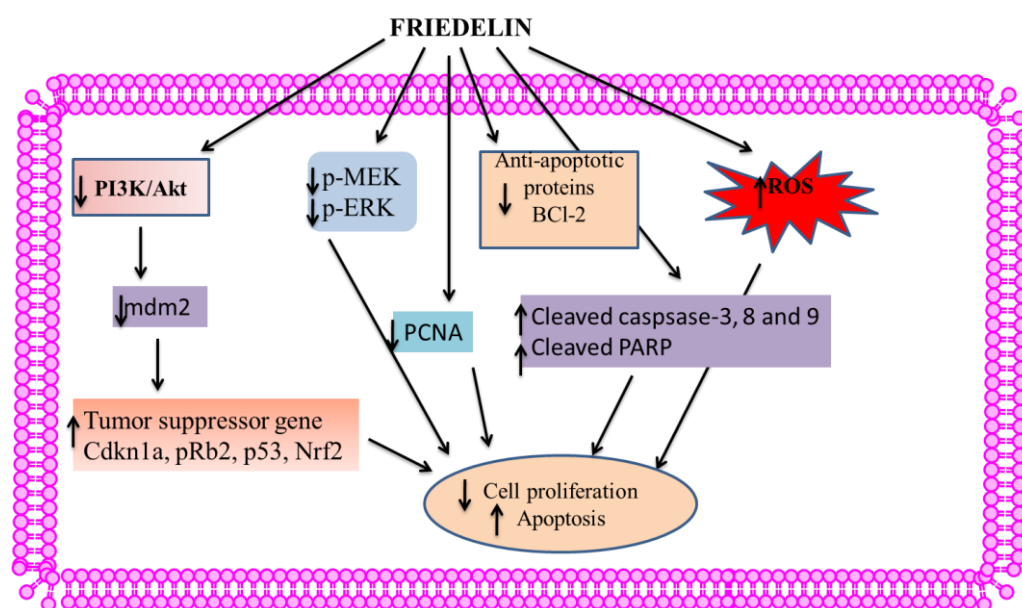 FRIEDELIN
PI3K/Akt
p-MEK
p-ERK
Anti-apoptotic
proteins
BCl-2
ROS
mdm2
PCNA
Cleaved caspsase-3, 8 and 9
Cleaved PARP
Tumor suppressor gene
Cdkn1a, pRb2, p53, Nrf2
Cell proliferation
Apoptosis